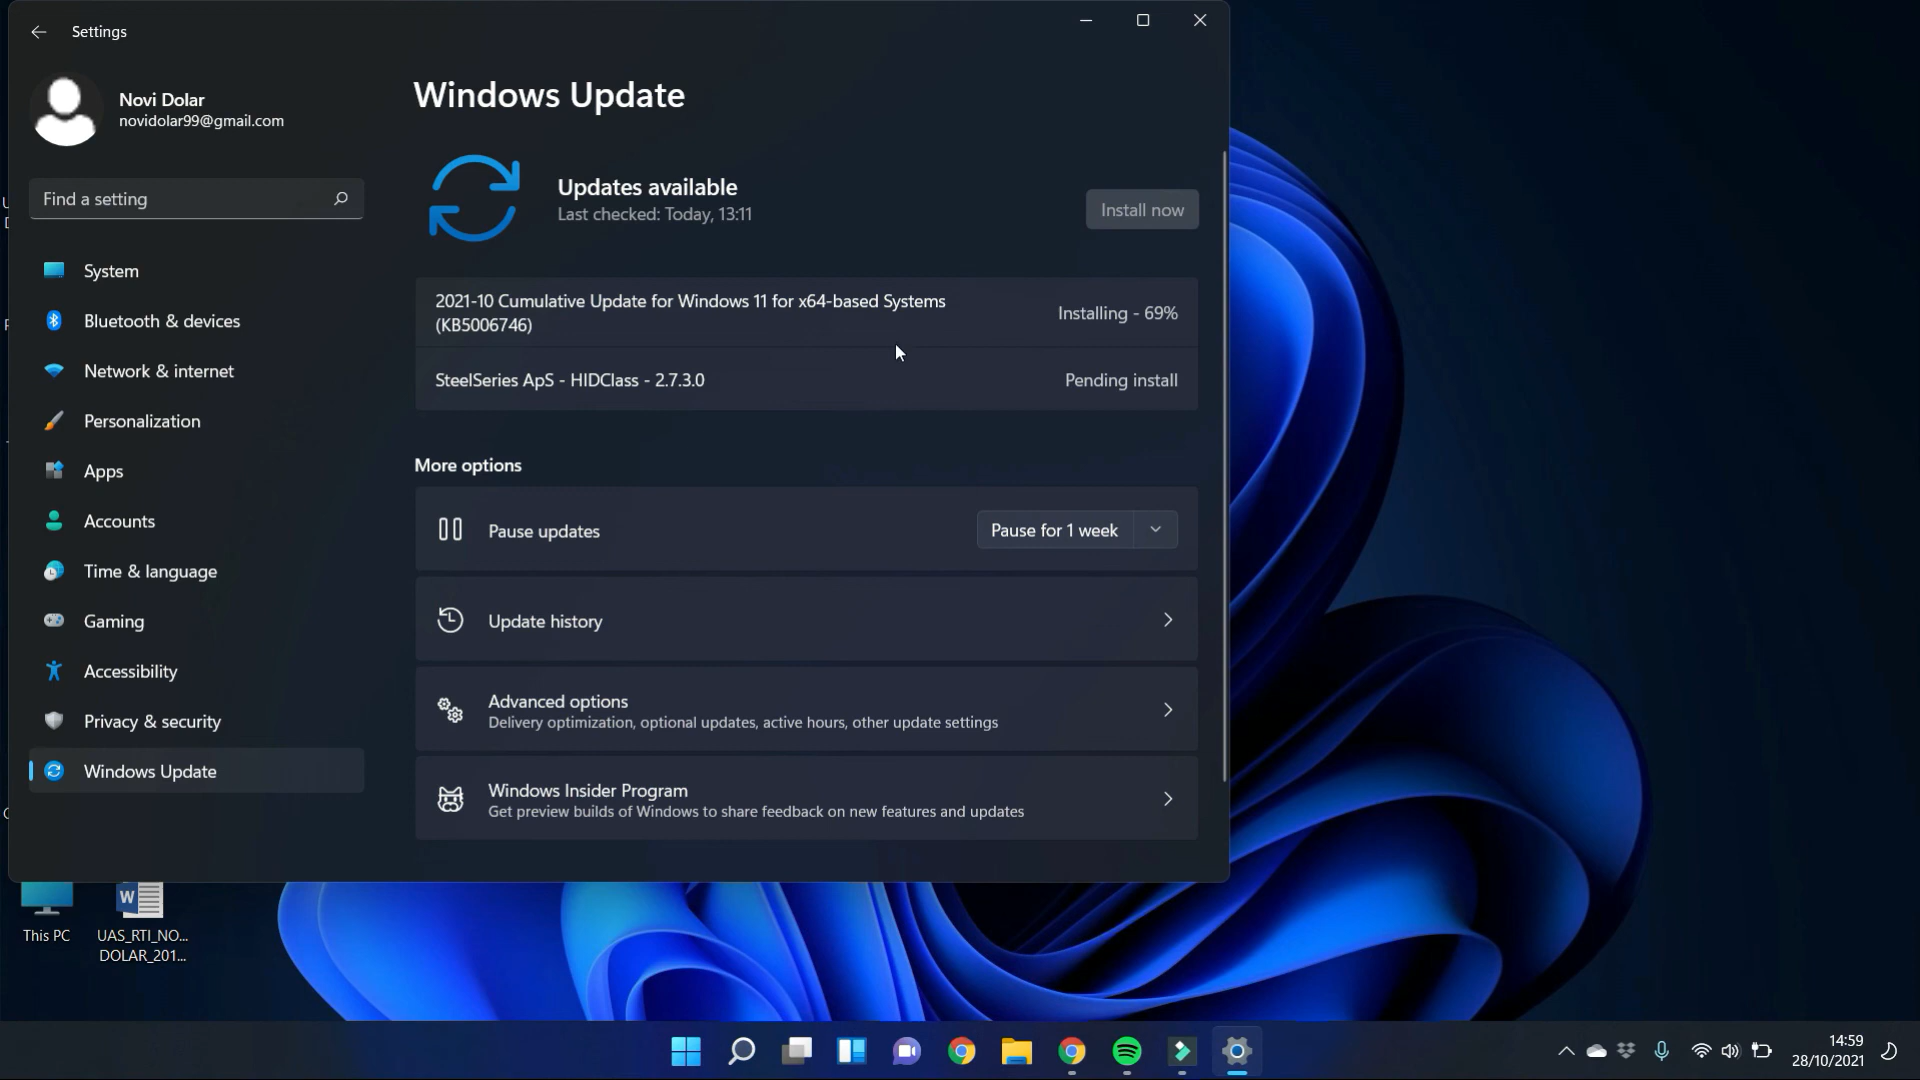 Settings
Novi Dolar
novidolar99@gmail.com
Find a setting
System
Bluetooth & devices
Network & internet
Personalization
Apps
Accounts
Time & language
Gaming
Accessibility
Privacy & security
Windows Update
Windows Update
Updates available
Last checked: Today, 13:11
Install now
2021-10 Cumulative Update for Windows 11 for x64-based Systems
(KB5006746)
Installing - 69%
SteelSeries ApS - HIDClass - 2.7.3.0
Pending install
More options
Pause updates
Pause for 1 week
Update history
Advanced options
Delivery optimization, optional updates, active hours, other update settings
Windows Insider Program
Get preview builds of Windows to share feedback on new features and updates
This PC
W
UAS_RTI_NO...
DOLAR_201...
14:59
28/10/2021